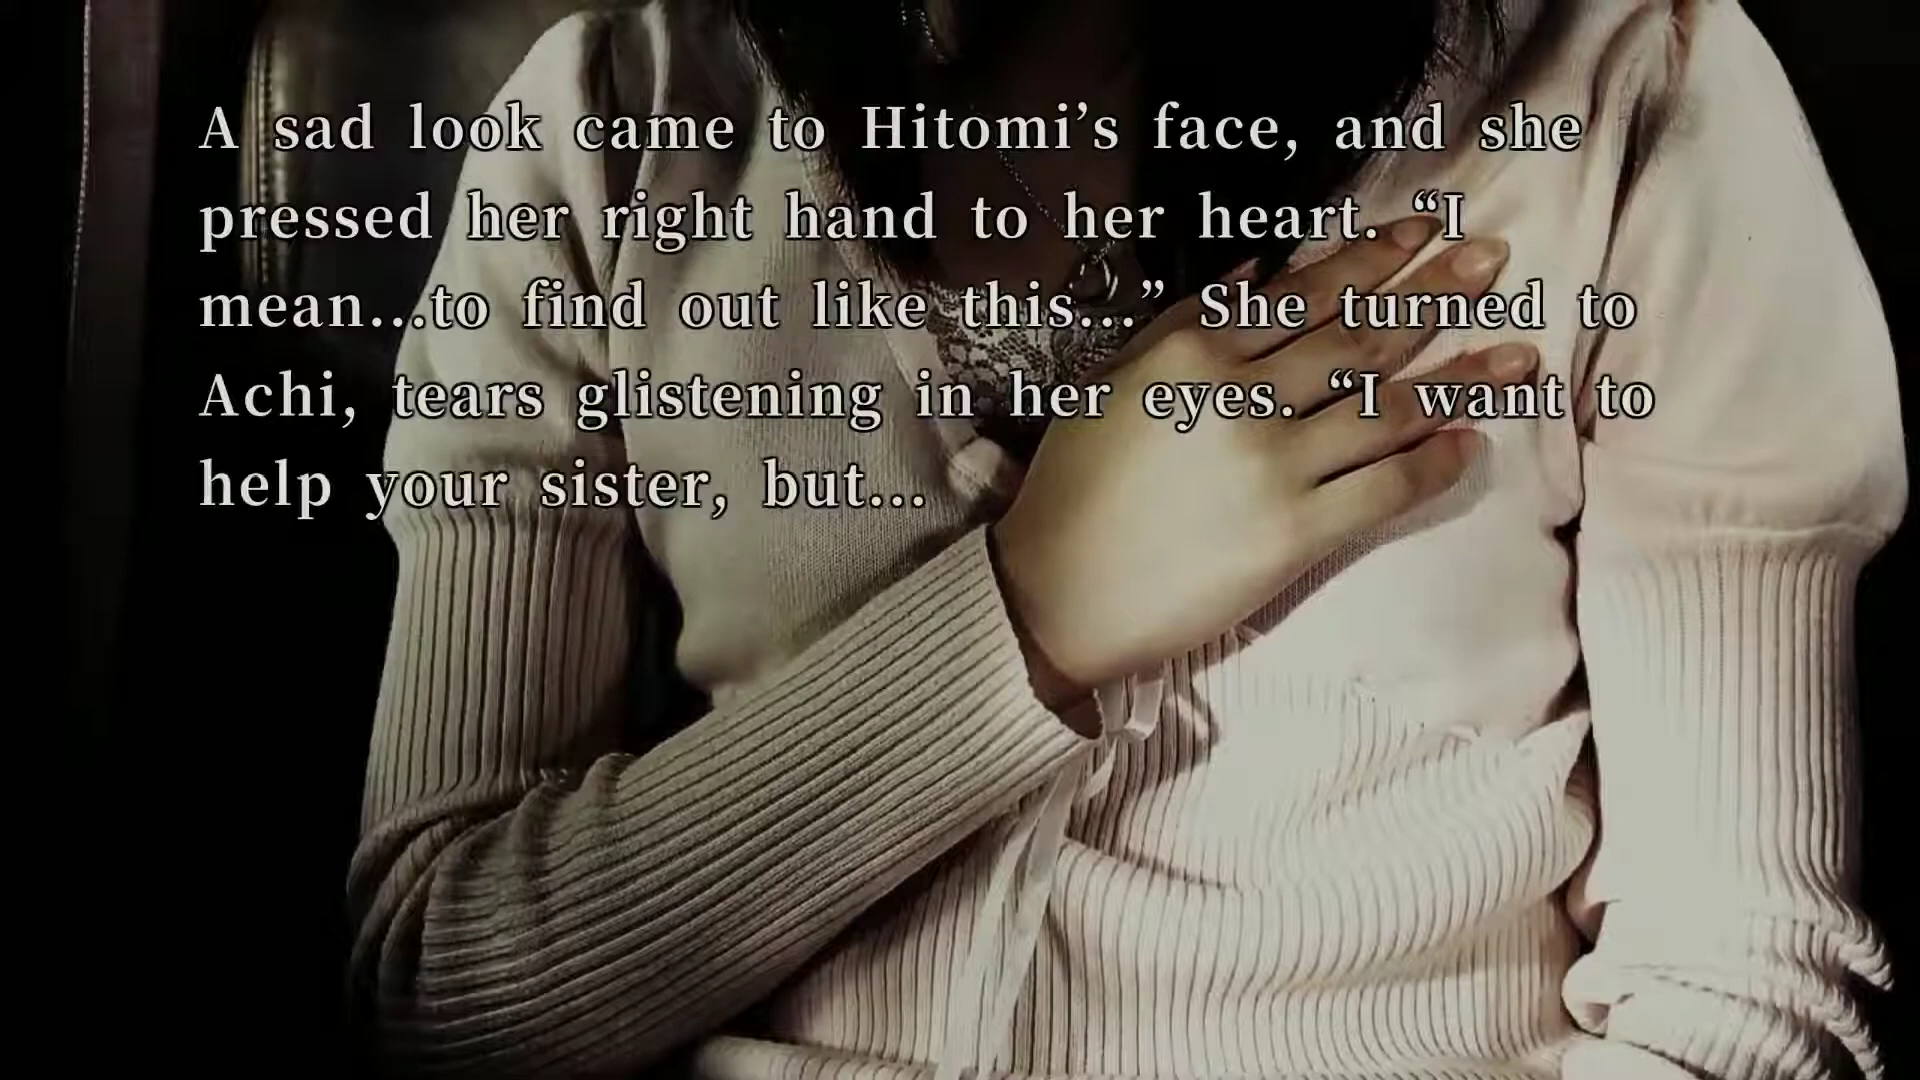 A sad look came to Hitomi’s face, and she
pressed her right hand to her heart. “I
mean...to find out like this...” She turned to
Achi, tears glistening in her eyes. “I want to
help your sister, but...